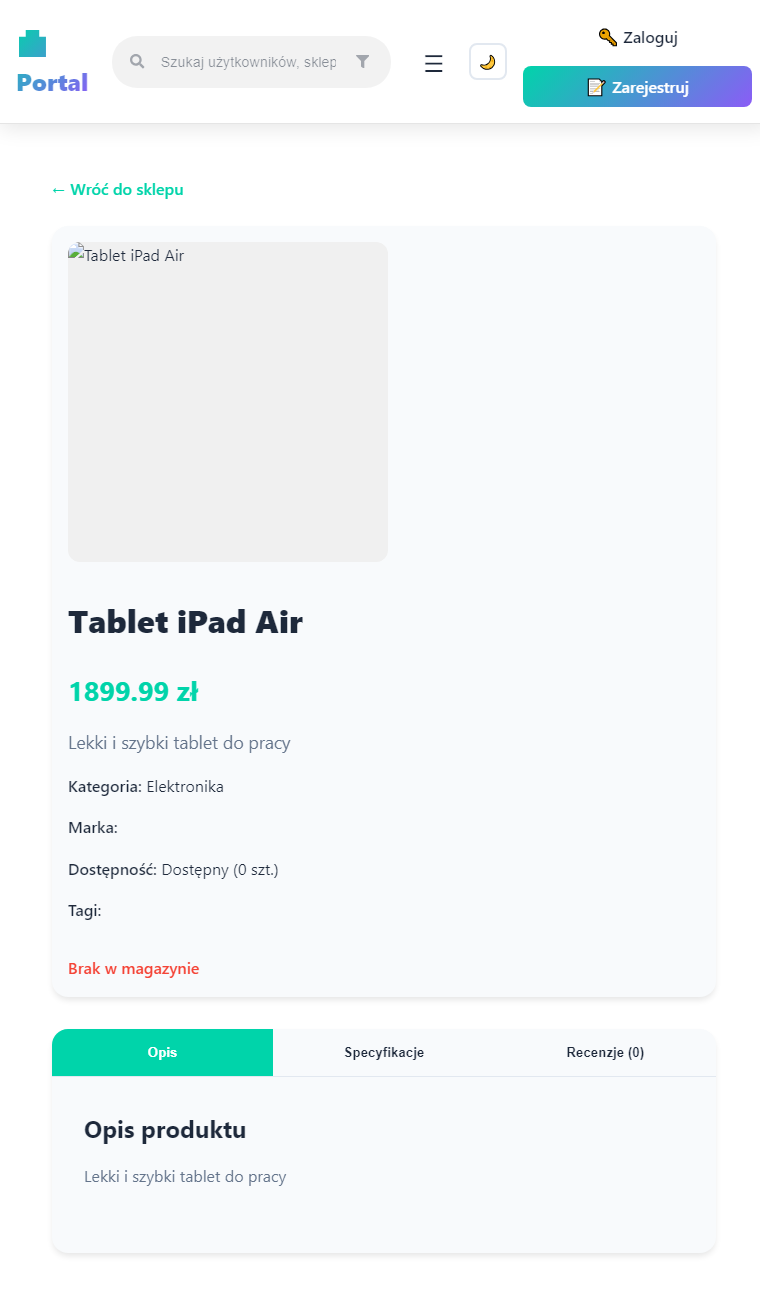 Portal
Szukaj użytkowników, sklep
🌙
🔑 Zaloguj
📝 Zarejestruj
← Wróć do sklepu
Tablet iPad Air
Tablet iPad Air
1899.99 zł
Lekki i szybki tablet do pracy
Kategoria: Elektronika
Marka:
Dostępność: Dostępny (0 szt.)
Tagi:
Brak w magazynie
Opis
Specyfikacje
Recenzje (0)
Opis produktu
Lekki i szybki tablet do pracy